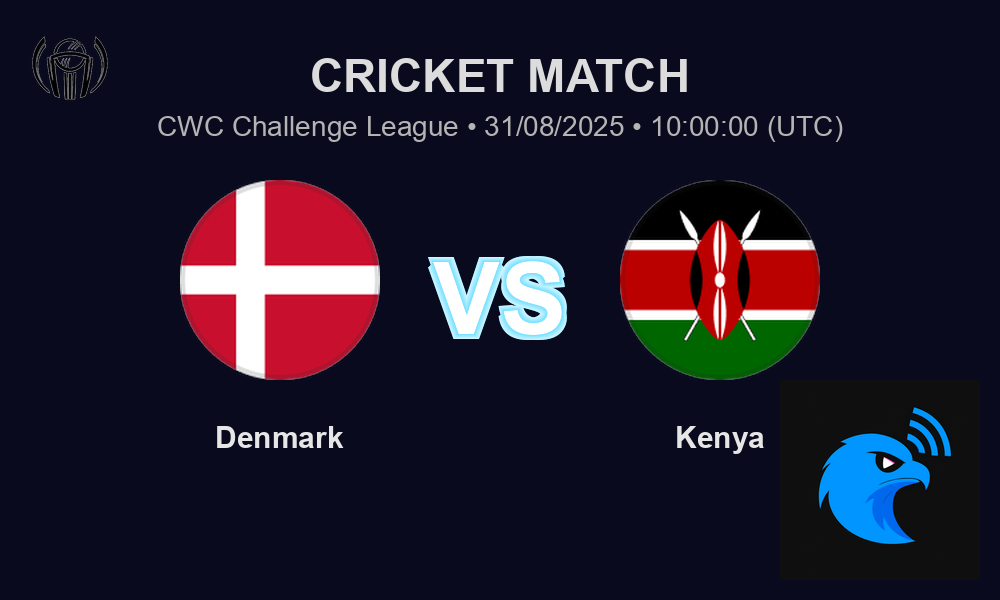 CRICKET MATCH
CWC Challenge League • 31/08/2025 • 10:00:00 (UTC)
VS
Denmark
Kenya